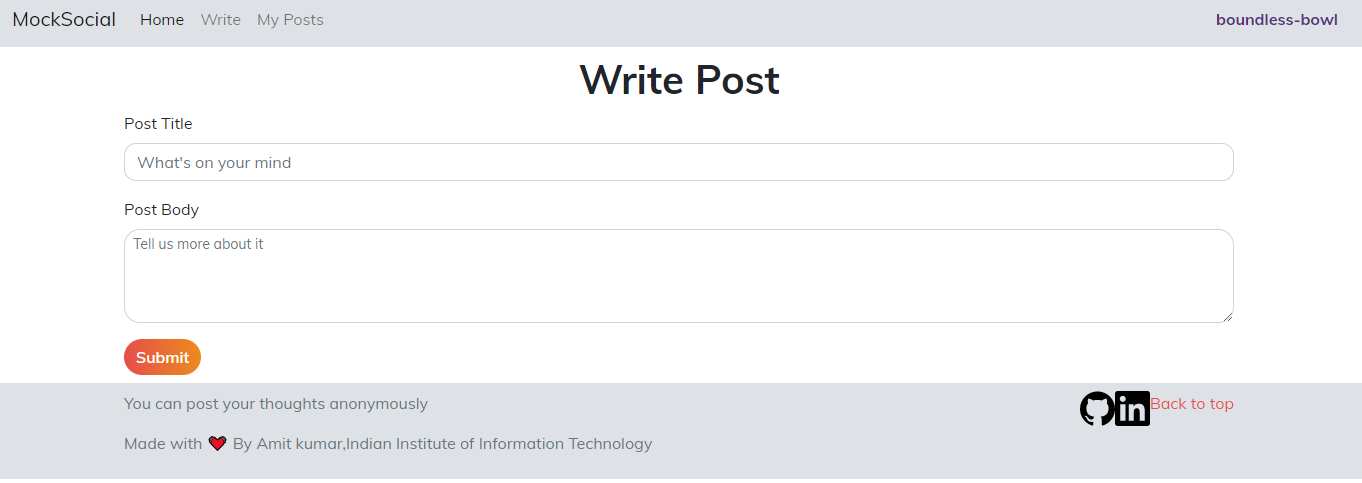 MockSocial Home Write My Posts boundless-bowl
Write Post
Post Title
What's on your mind
Post Body
Tell us more about it
Submit
You can post your thoughts anonymously in Back to top
Made with ❤ By Amit kumar,Indian Institute of Information Technology